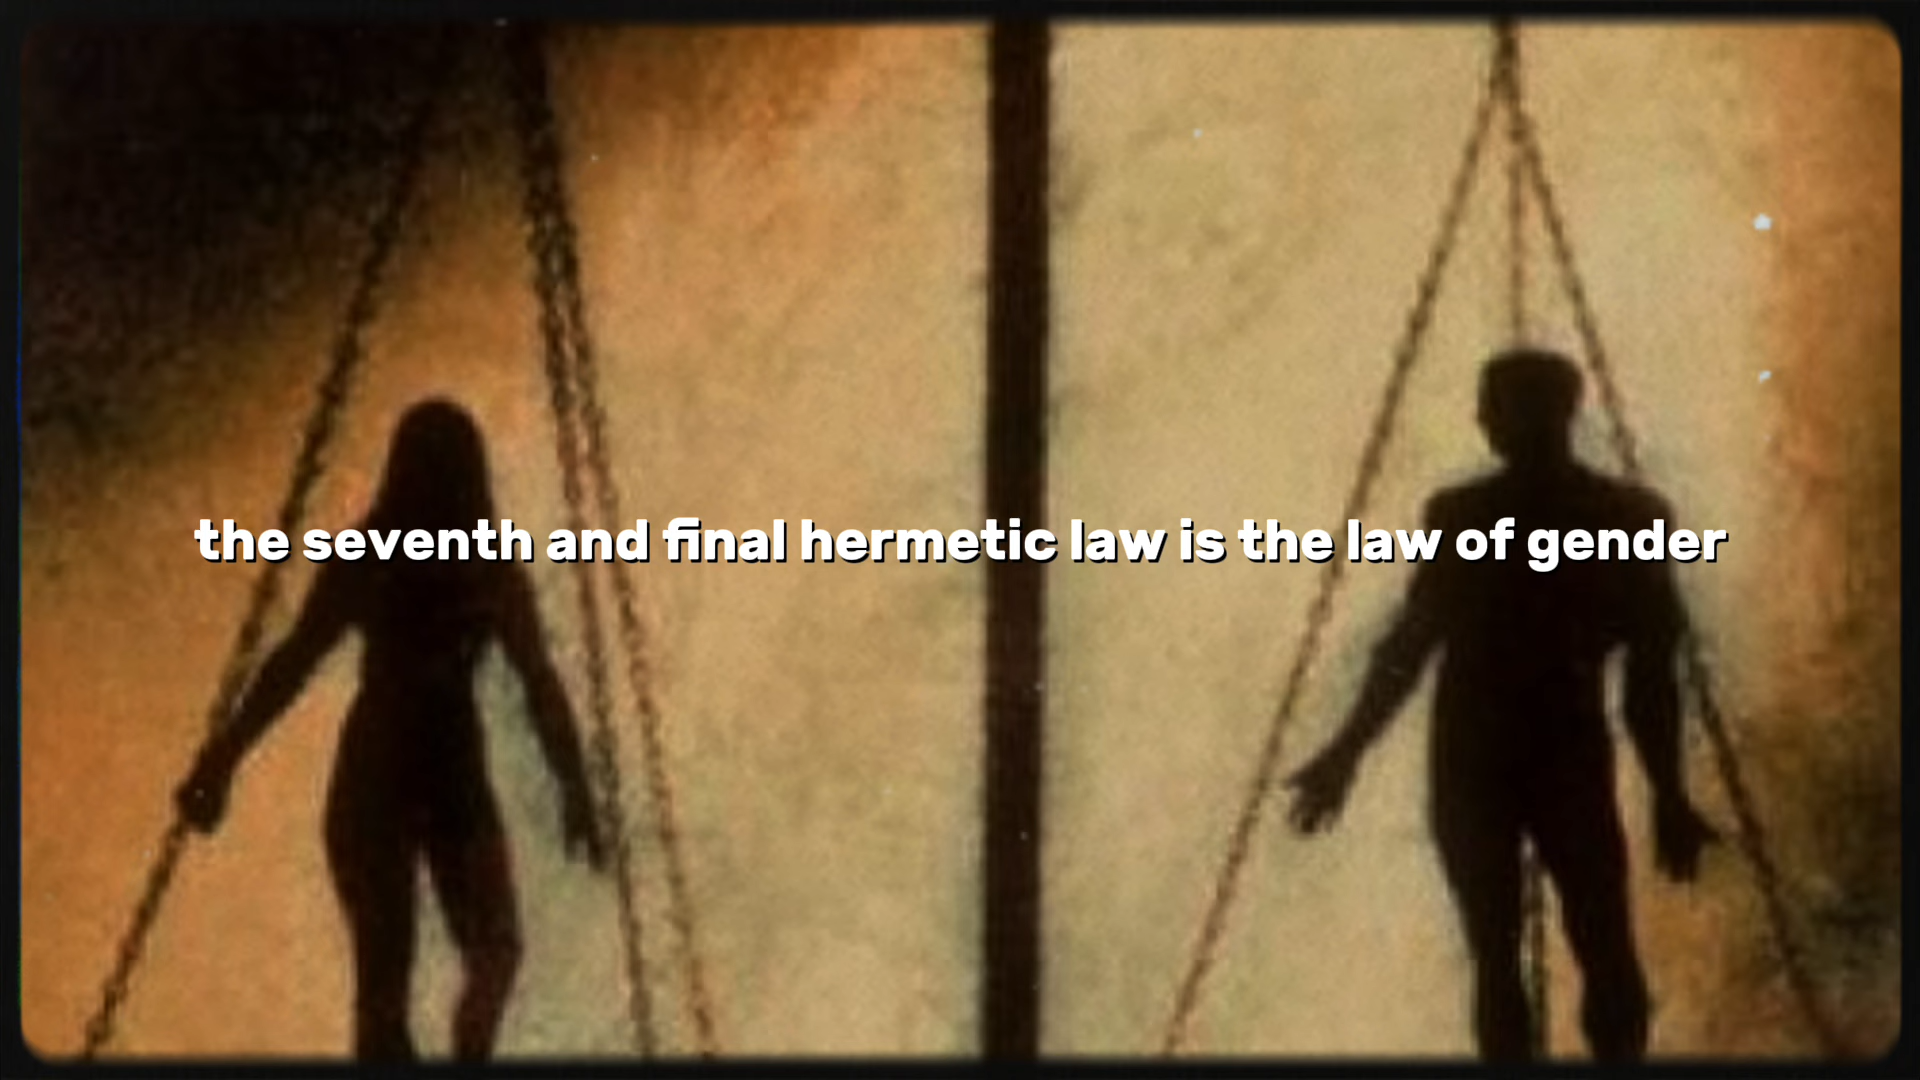 the seventh and final hermetic law is the law of gender